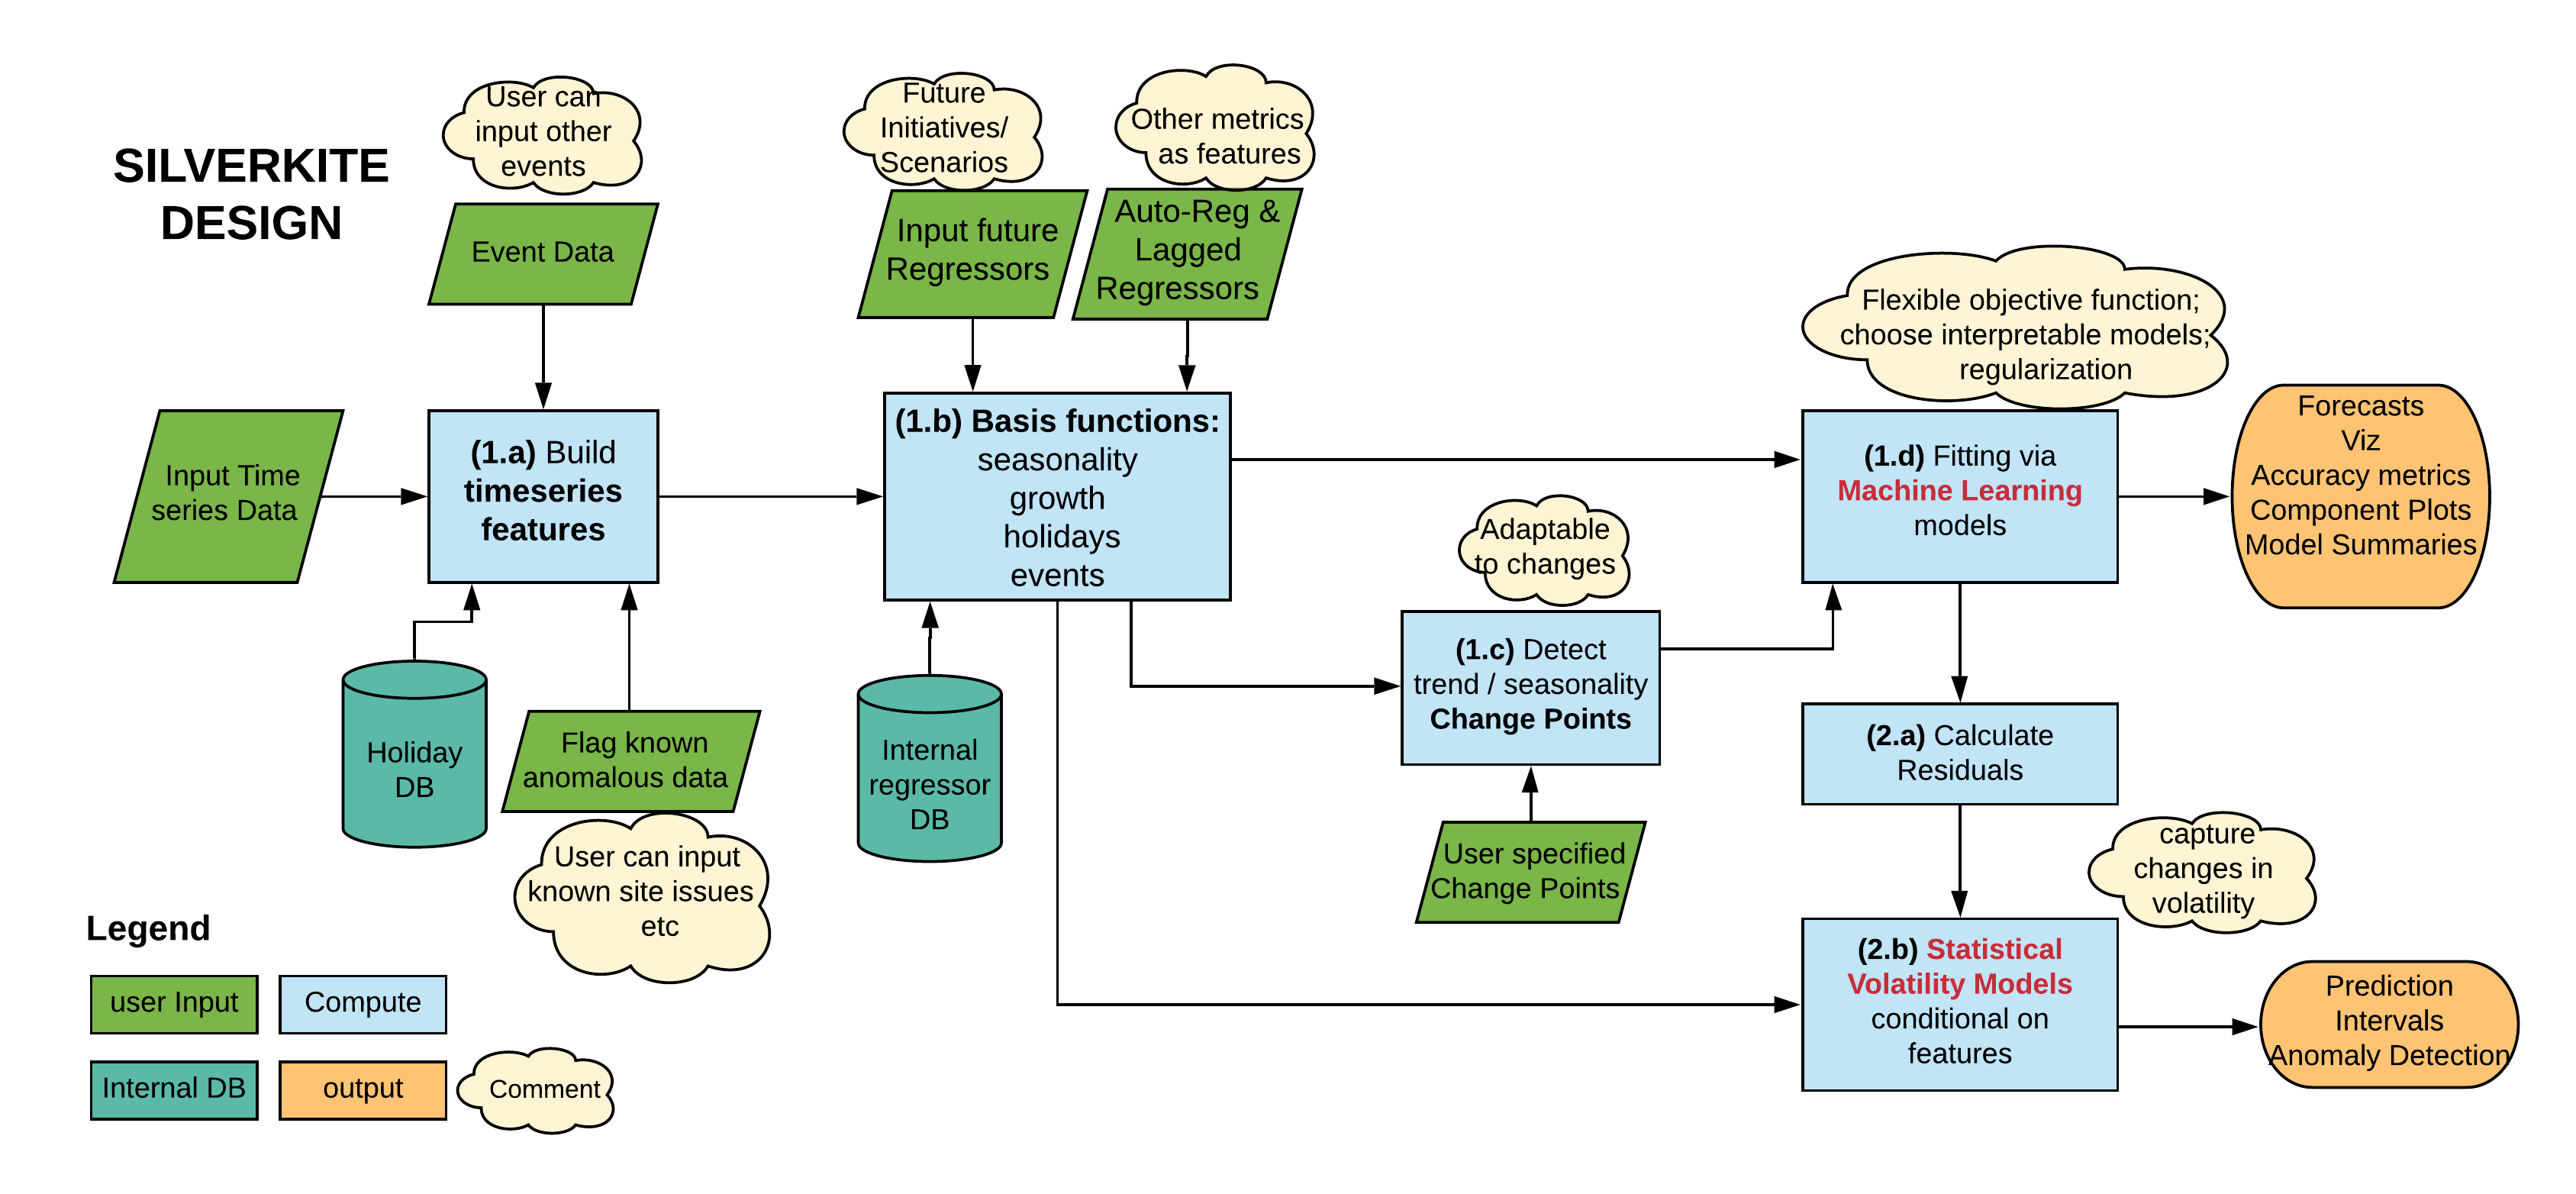 SILVERKITE
DESIGN
User can
input other
events
Event Data
Future
Initiatives/
Scenarios
Input future
Regressors
Other metrics
as features
Auto-Reg &
Lagged
Regressors
Input Time
series Data
(1.a) Build
timeseries
features
(1.b) Basis functions:
seasonality
growth
holidays
events
Flexible objective function;
choose interpretable models;
regularization
(1.d) Fitting via
Machine Learning
models
Forecasts
Viz
Accuracy metrics
Component Plots
Model Summaries
Adaptable
to changes
(1.c) Detect
trend / seasonality
Change Points
User specified
Change Points
Holiday
DB
Flag known
anomalous data
User can input
known site issues
etc
Internal
regressor
DB
(2.a) Calculate
Residuals
capture
changes in
volatility
(2.b) Statistical
Volatility Models
conditional on
features
Prediction
Intervals
Anomaly Detection
Legend
user Input
Compute
Internal DB
output
Comment